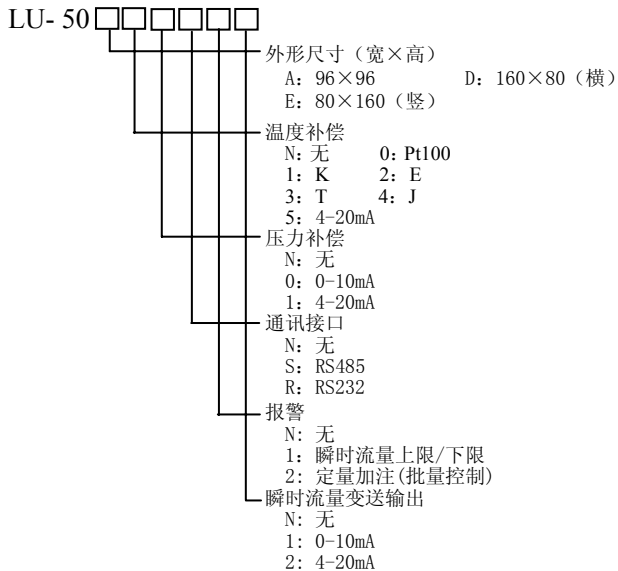 LU- 50□□□□□□
外形尺寸（宽×高）
A: 96×96 D: 160×80（横）
E: 80×160（竖）
温度补偿
N: 无 0: Pt100
1: K 2: E
3: T 4: J
5: 4-20mA
压力补偿
N: 无
0: 0-10mA
1: 4-20mA
通讯接口
N: 无
S: RS485
R: RS232
报警
N: 无
1: 瞬时流量上限/下限
2: 定量加注(批量控制)
瞬时流量变送输出
N: 无
1: 0-10mA
2: 4-20mA